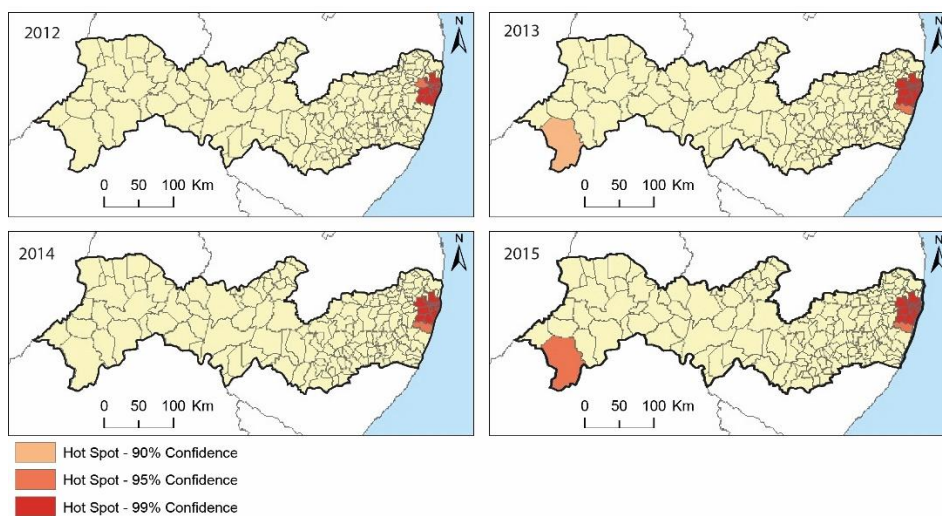 2012
N
0 50 100 Km
2013
N
0 50 100 Km
2014
N
0 50 100 Km
2015
N
0 50 100 Km
Hot Spot - 90% Confidence
Hot Spot - 95% Confidence
Hot Spot - 99% Confidence